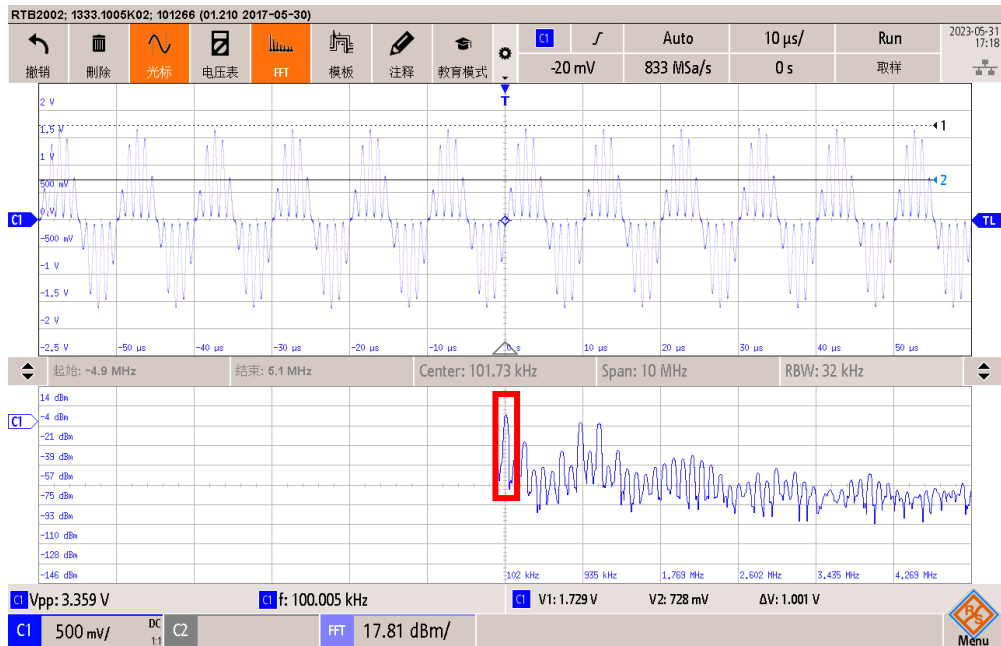 RTB2002; 1333.1005K02; 101266 (01.210 2017-05-30)
撤销 删除 光标 电压表 FFT 模板 注释 教育模式
C1 Auto 10 µs/ Run
-20 mV 833 MSa/s 0 s 取样
2023-05-31
17:18
T
2 V
1.5 V
1
1 V
500 mV
2
0 V
C1
TL
-500 mV
-1 V
-1.5 V
-2 V
-2.5 V
-50 µs -40 µs -30 µs -20 µs -10 µs 0 s 10 µs 20 µs 30 µs 40 µs 50 µs
起始: -4.9 MHz 结束: 5.1 MHz Center: 101.73 kHz Span: 10 MHz RBW: 32 kHz
14 dBm
C1
-4 dBm
-21 dBm
-39 dBm
-57 dBm
-75 dBm
-93 dBm
-110 dBm
-128 dBm
-146 dBm
102 kHz 935 kHz 1.769 MHz 2.602 MHz 3.435 MHz 4.269 MHz
C1 Vpp: 3.359 V C1 f: 100.005 kHz C1 V1: 1.729 V V2: 728 mV ΔV: 1.001 V
C1 500 mV/ DC 1:1 C2 FFT 17.81 dBm/
R&S
Menu